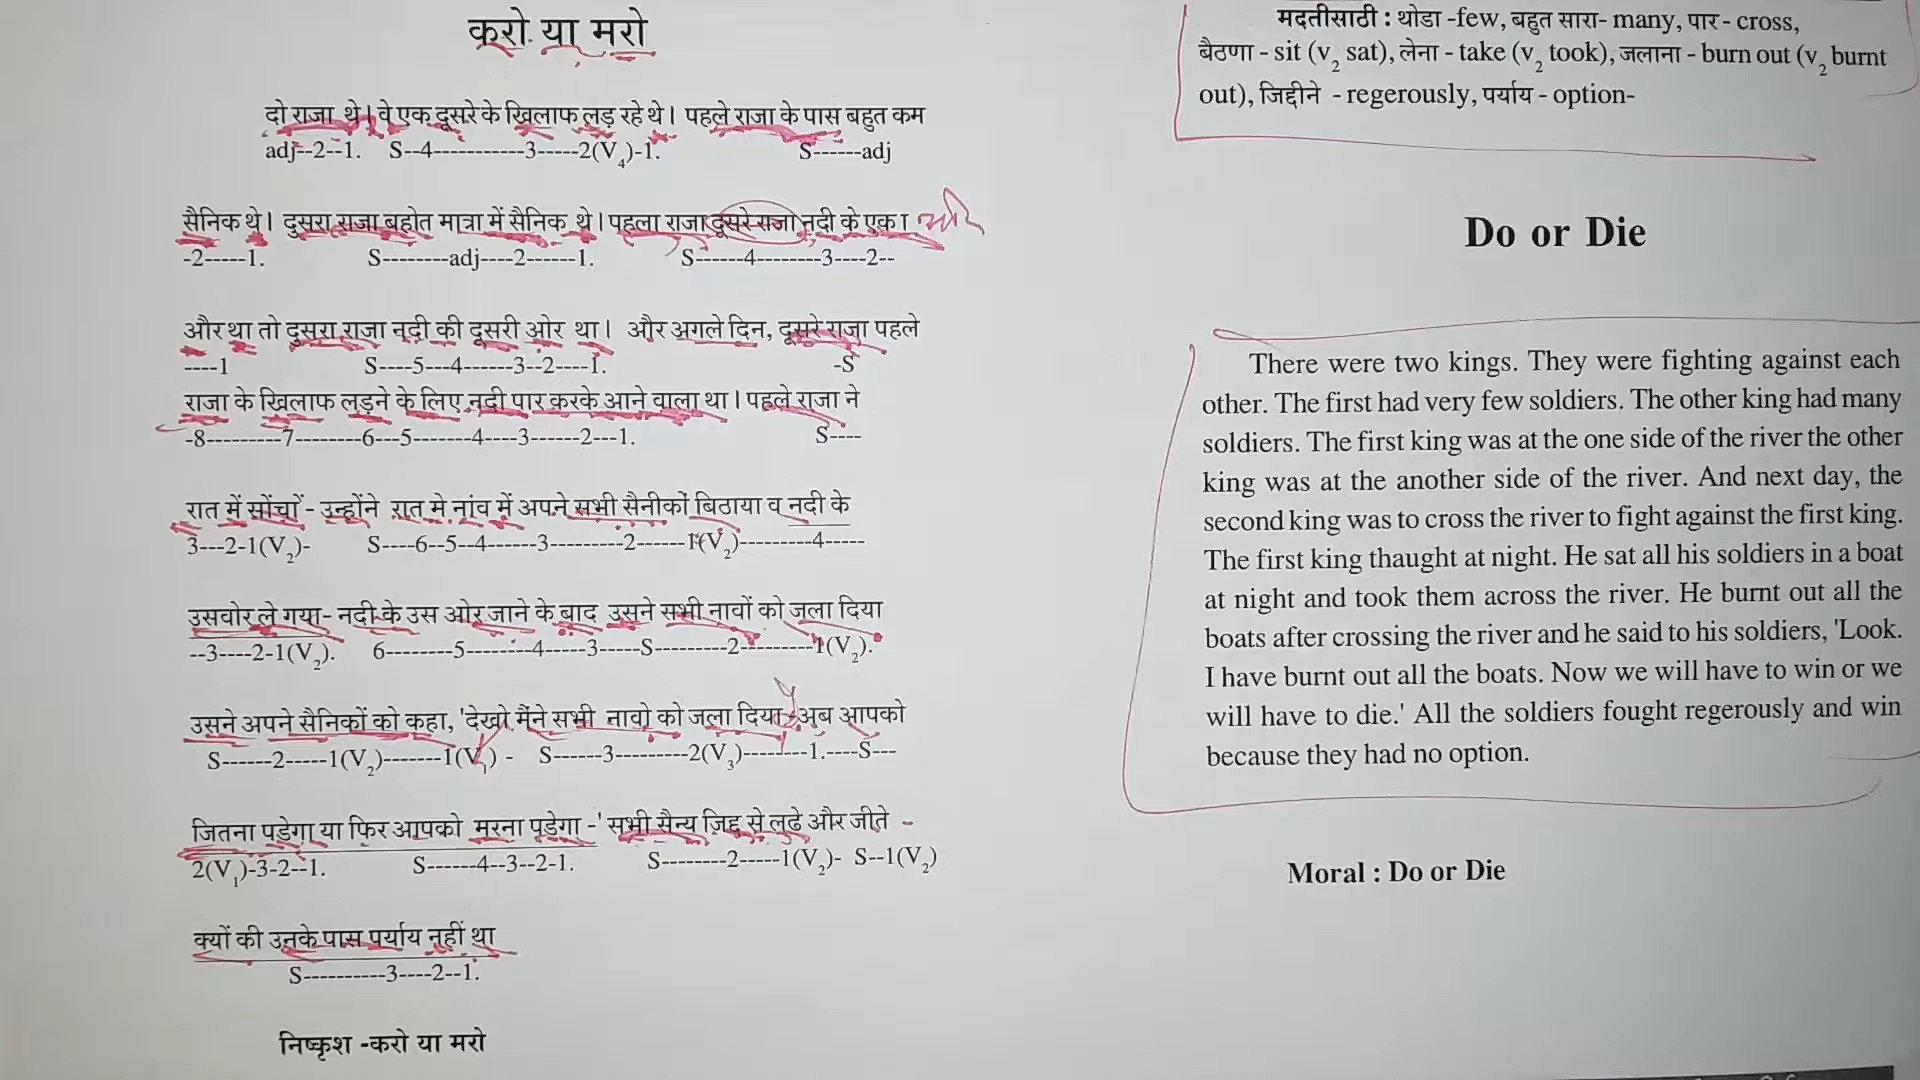 करो या मरो
दो राजा थे। वे एक दूसरे के खिलाफ लड़ रहे थे। पहले राजा के पास बहुत कम
adj--2--1. S--4-----------3-----2(V4)-1. S------adj
सैनिक थे। दुसरा राजा बहोत मात्रा में सैनिक थे। पहला राजा दूसरे राजा नदी के एक
-2-----1. S--------adj----2------1. S------4--------3----2--
और था तो दुसरा राजा नदी की दूसरी ओर था। और अगले दिन, दूसरे राजा पहले
----1 S----5---4------3--2----1. -S
राजा के खिलाफ लड़ने के लिए नदी पार करके आने वाला था। पहले राजा ने
-8---------7--------6---5-------4----3------2---1. S----
रात में सोंचों - उन्होंने रात मे नांव में अपने सभी सैनीकों बिठाया व नदी के
3---2-1(V2)- S----6--5--4------3----------2------1(V2)----------4-----
उसवोर ले गया- नदी के उस ओर जाने के बाद उसने सभी नावों को जला दिया
--3----2-1(V2). 6--------5--------4-----3-----S---------2---------1(V2).
उसने अपने सैनिकों को कहा, 'देखो मैंने सभी नावो को जला दिया अब आपको
S------2-----1(V2)-------1(V1) - S------3---------2(V3)--------1.----S---
जितना पड़ेगा या फिर आपको मरना पड़ेगा -' सभी सैन्य ज़िद्द से लढे और जीते -
2(V1)-3-2--1. S------4--3--2-1. S--------2-----1(V2)- S--1(V2)
क्यों की उनके पास पर्याय नहीं था
S----------3----2--1.
निष्कृश -करो या मरो
मदतीसाठी : थोडा -few, बहुत सारा- many, पार - cross,
बैठणा - sit (v2 sat), लेना - take (v2 took), जलाना - burn out (v2 burnt
out), जिद्दीने - regerously, पर्याय - option-
Do or Die
There were two kings. They were fighting against each
other. The first had very few soldiers. The other king had many
soldiers. The first king was at the one side of the river the other
king was at the another side of the river. And next day, the
second king was to cross the river to fight against the first king.
The first king thaught at night. He sat all his soldiers in a boat
at night and took them across the river. He burnt out all the
boats after crossing the river and he said to his soldiers, 'Look.
I have burnt out all the boats. Now we will have to win or we
will have to die.' All the soldiers fought regerously and win
because they had no option.
Moral : Do or Die